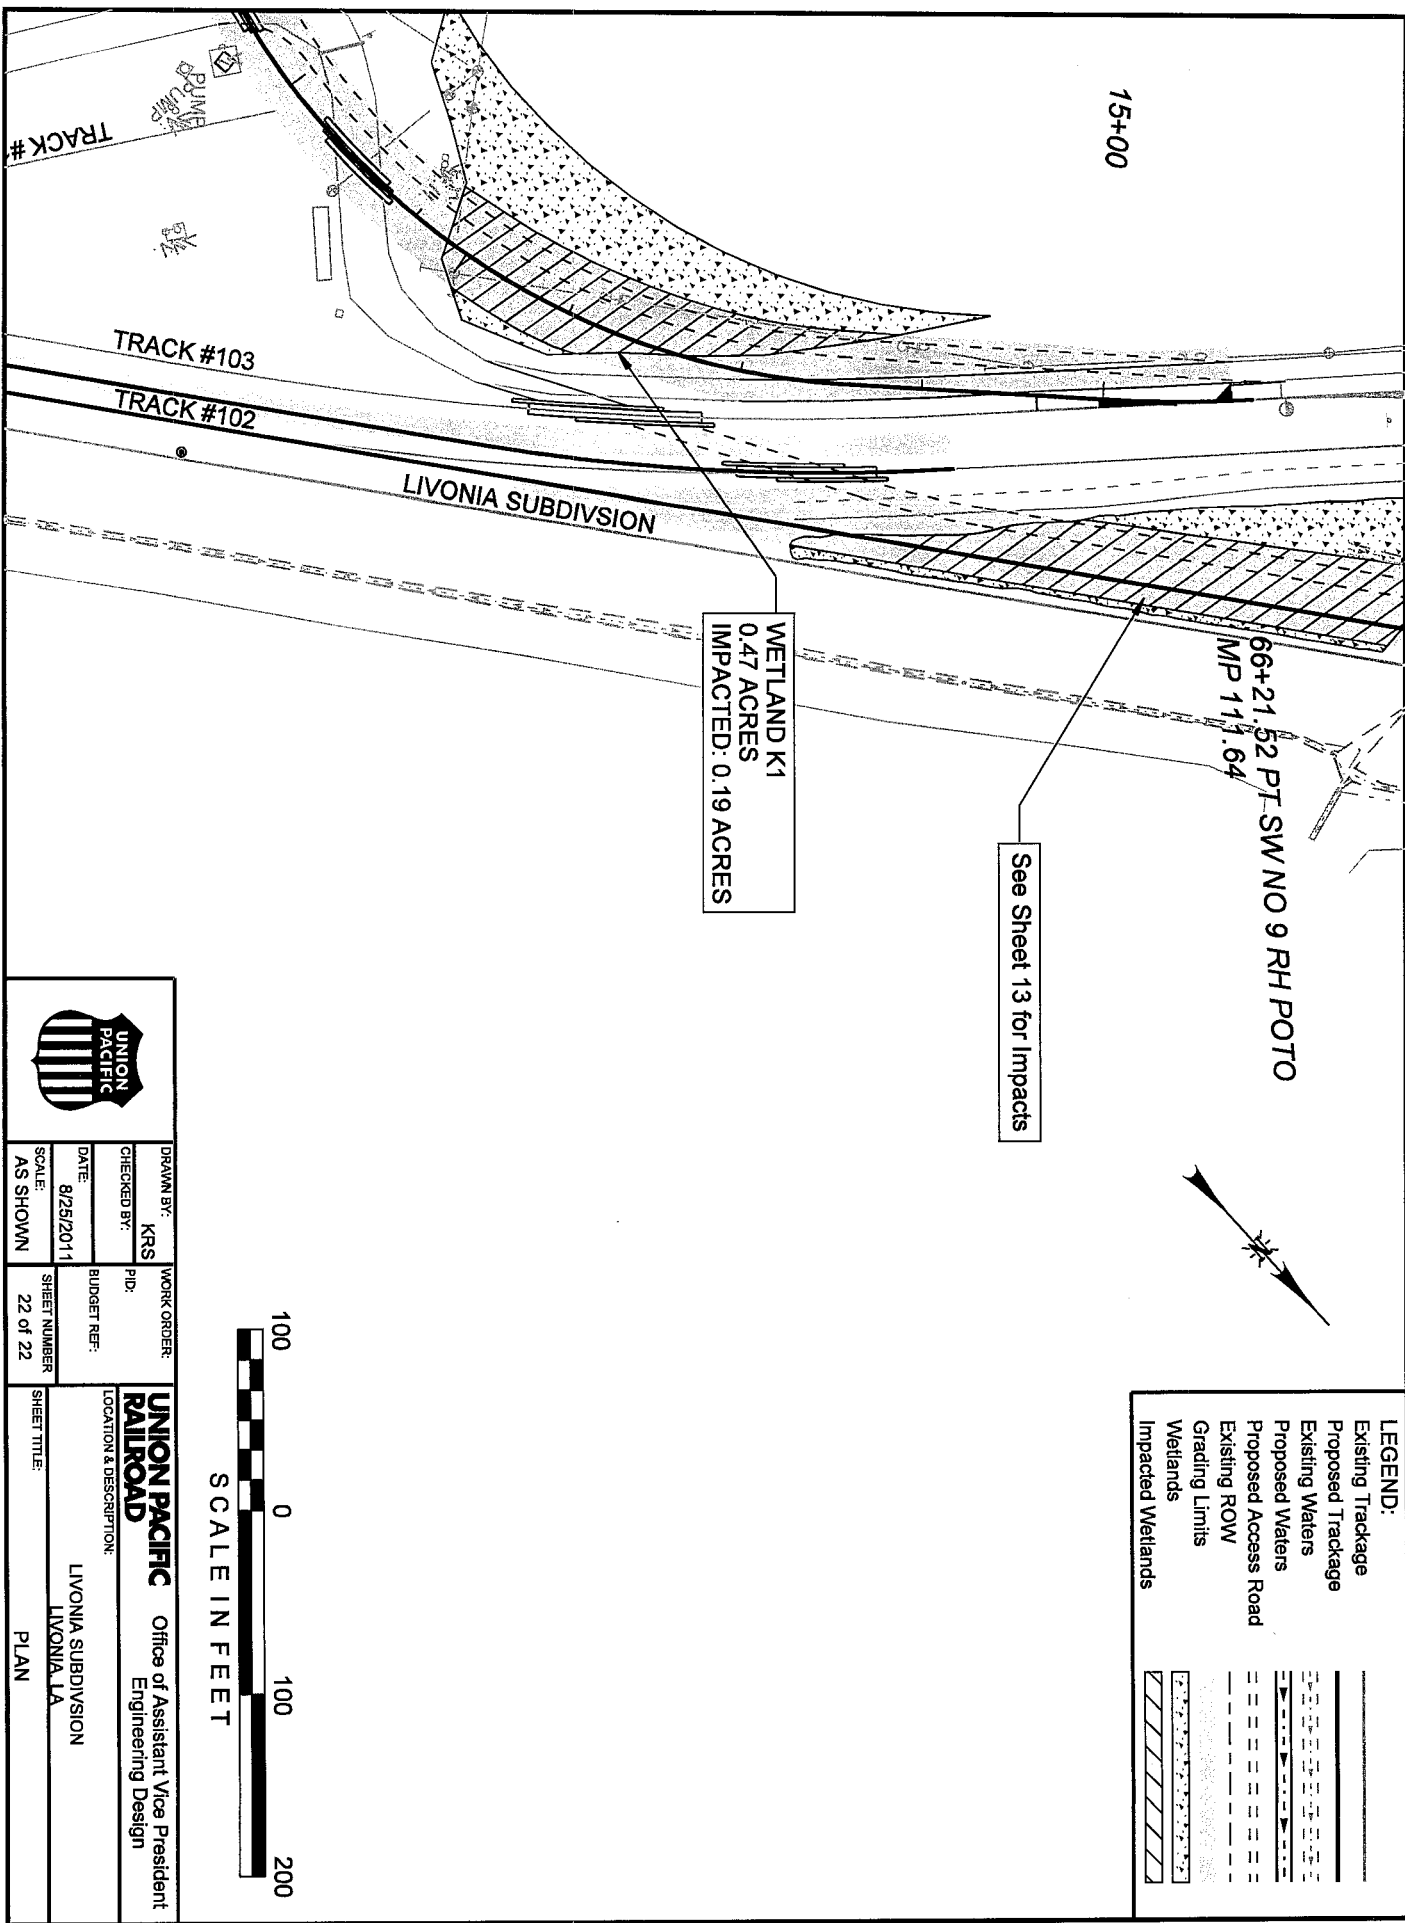 15+00
66+21.52 PT SW NO 9 RH POTO
MP 111.64
See Sheet 13 for Impacts
WETLAND K1
0.47 ACRES
IMPACTED: 0.19 ACRES
LIVONIA SUBDIVSION
TRACK #103
TRACK #102
TRACK #
PUMP
PUMP
LEGEND:
Existing Trackage
Proposed Trackage
Existing Waters
Proposed Waters
Proposed Access Road
Existing ROW
Grading Limits
Wetlands
Impacted Wetlands
N
100 0 100 200
SCALE IN FEET
UNION
PACIFIC
DRAWN BY:
KRS
CHECKED BY:
DATE:
8/25/2011
SCALE:
AS SHOWN
WORK ORDER:
PID:
BUDGET REF:
SHEET NUMBER
22 of 22
UNION PACIFIC
RAILROAD
Office of Assistant Vice President
Engineering Design
LOCATION & DESCRIPTION:
LIVONIA SUBDIVSION
LIVONIA, LA
SHEET TITLE:
PLAN